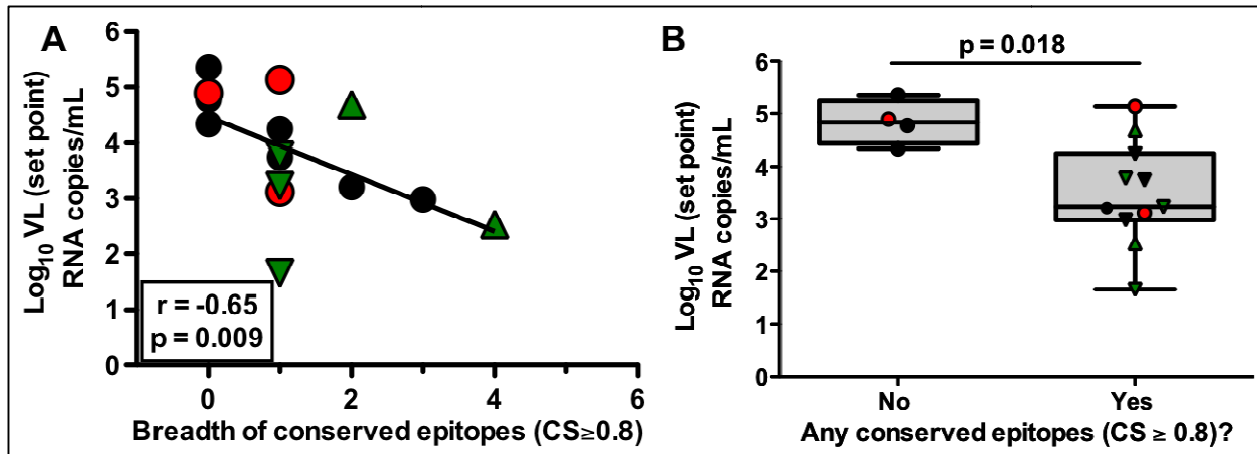 A
Log10 VL (set point)
RNA copies/mL
6
5
4
3
2
1
0
r = -0.65
p = 0.009
0
2
4
6
Breadth of conserved epitopes (CS≥0.8)
B
p = 0.018
Log10 VL (set point)
RNA copies/mL
6
5
4
3
2
1
0
No
Yes
Any conserved epitopes (CS ≥ 0.8)?